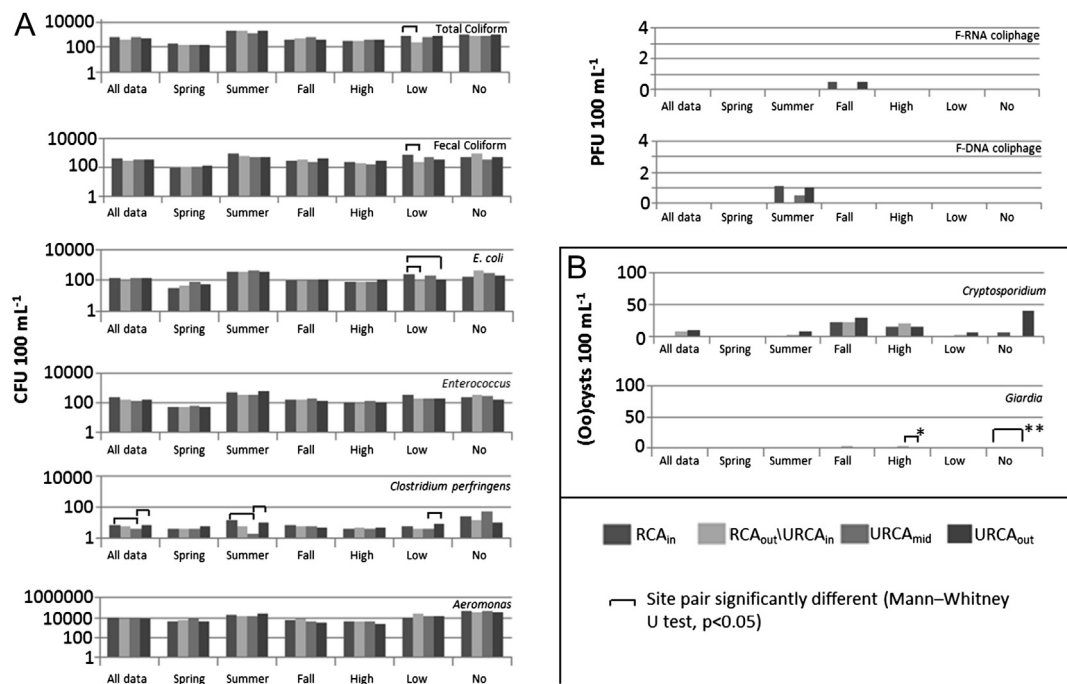 A
10000
100
1
Total Coliform
All data Spring Summer Fall High Low No
10000
100
1
Fecal Coliform
All data Spring Summer Fall High Low No
10000
100
1
E. coli
All data Spring Summer Fall High Low No
10000
100
1
Enterococcus
All data Spring Summer Fall High Low No
100
1
Clostridium perfringens
All data Spring Summer Fall High Low No
1000000
10000
100
1
Aeromonas
All data Spring Summer Fall High Low No
CFU 100 mL-1
4
2
0
F-RNA coliphage
All data Spring Summer Fall High Low No
4
2
0
F-DNA coliphage
All data Spring Summer Fall High Low No
PFU 100 mL-1
B
100
50
0
Cryptosporidium
All data Spring Summer Fall High Low No
100
50
0
Giardia
* **
All data Spring Summer Fall High Low No
(Oo)cysts 100 mL-1
RCAin RCAout\URCAin URCAmid URCAout
Site pair significantly different (Mann–Whitney
U test, p<0.05)